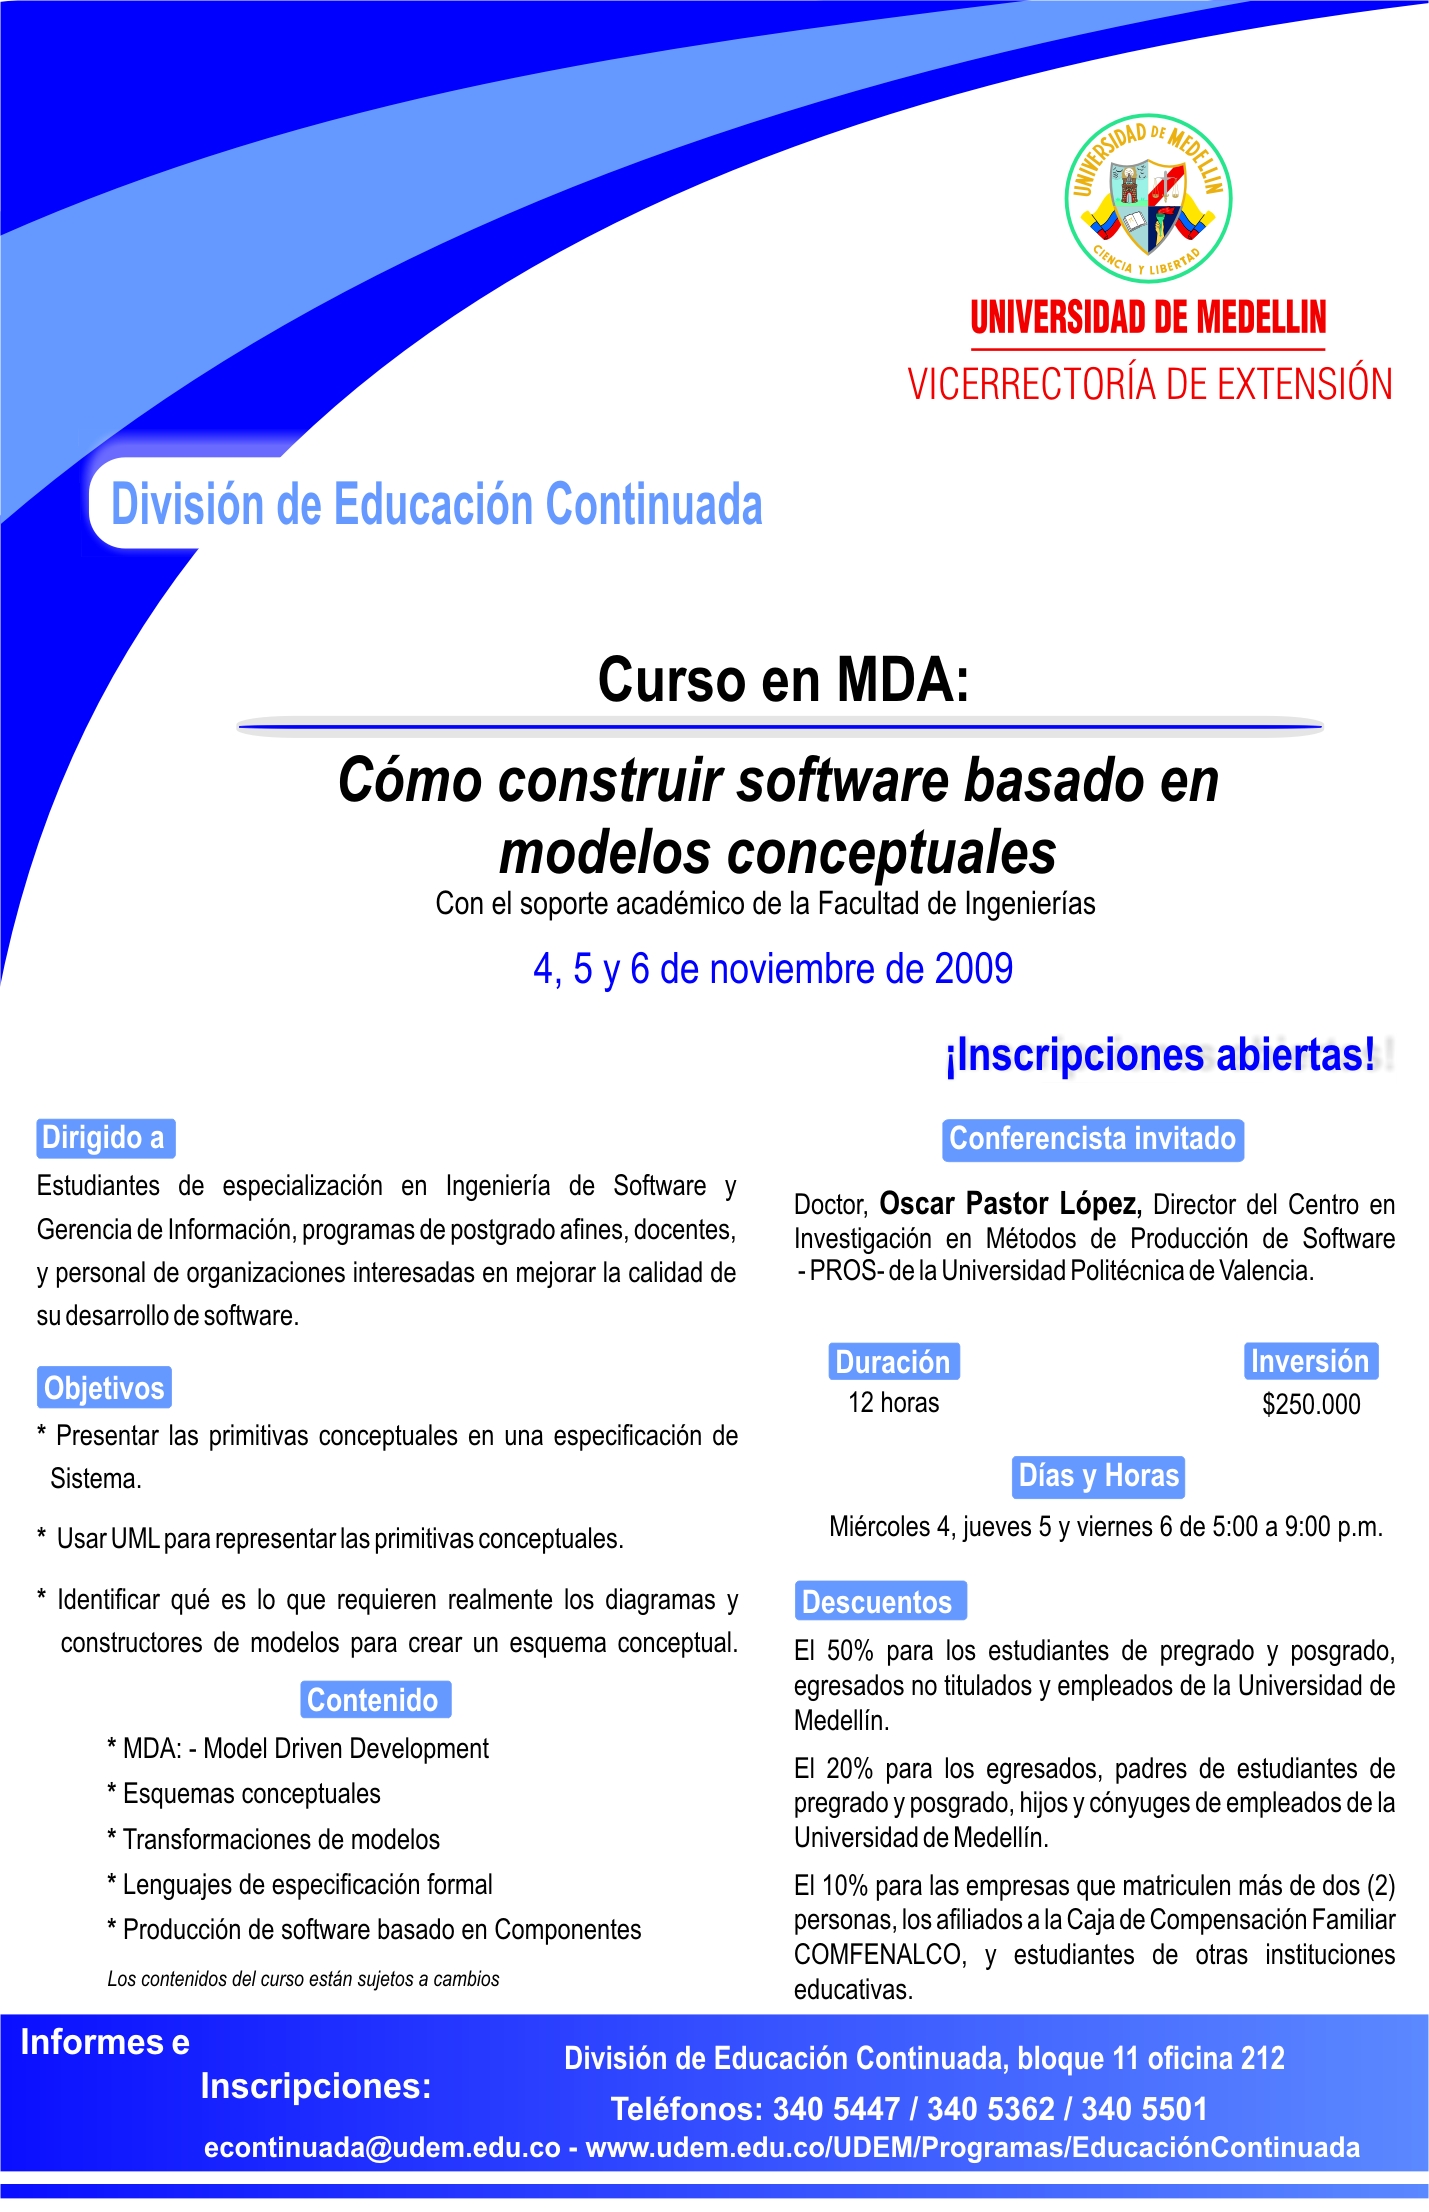 UNIVERSIDAD DE MEDELLIN
CIENCIA Y LIBERTAD
UNIVERSIDAD DE MEDELLIN
VICERRECTORÍA DE EXTENSIÓN
División de Educación Continuada
Curso en MDA:
Cómo construir software basado en
modelos conceptuales
Con el soporte académico de la Facultad de Ingenierías
4, 5 y 6 de noviembre de 2009
¡Inscripciones abiertas!
Dirigido a
Estudiantes de especialización en Ingeniería de Software y
Gerencia de Información, programas de postgrado afines, docentes,
y personal de organizaciones interesadas en mejorar la calidad de
su desarrollo de software.
Objetivos
* Presentar las primitivas conceptuales en una especificación de
Sistema.
* Usar UML para representar las primitivas conceptuales.
* Identificar qué es lo que requieren realmente los diagramas y
constructores de modelos para crear un esquema conceptual.
Contenido
* MDA: - Model Driven Development
* Esquemas conceptuales
* Transformaciones de modelos
* Lenguajes de especificación formal
* Producción de software basado en Componentes
Los contenidos del curso están sujetos a cambios
Conferencista invitado
Doctor, Oscar Pastor López, Director del Centro en
Investigación en Métodos de Producción de Software
- PROS- de la Universidad Politécnica de Valencia.
Duración
12 horas
Inversión
$250.000
Días y Horas
Miércoles 4, jueves 5 y viernes 6 de 5:00 a 9:00 p.m.
Descuentos
El 50% para los estudiantes de pregrado y posgrado,
egresados no titulados y empleados de la Universidad de
Medellín.
El 20% para los egresados, padres de estudiantes de
pregrado y posgrado, hijos y cónyuges de empleados de la
Universidad de Medellín.
El 10% para las empresas que matriculen más de dos (2)
personas, los afiliados a la Caja de Compensación Familiar
COMFENALCO, y estudiantes de otras instituciones
educativas.
Informes e
Inscripciones:
División de Educación Continuada, bloque 11 oficina 212
Teléfonos: 340 5447 / 340 5362 / 340 5501
econtinuada@udem.edu.co - www.udem.edu.co/UDEM/Programas/EducaciónContinuada